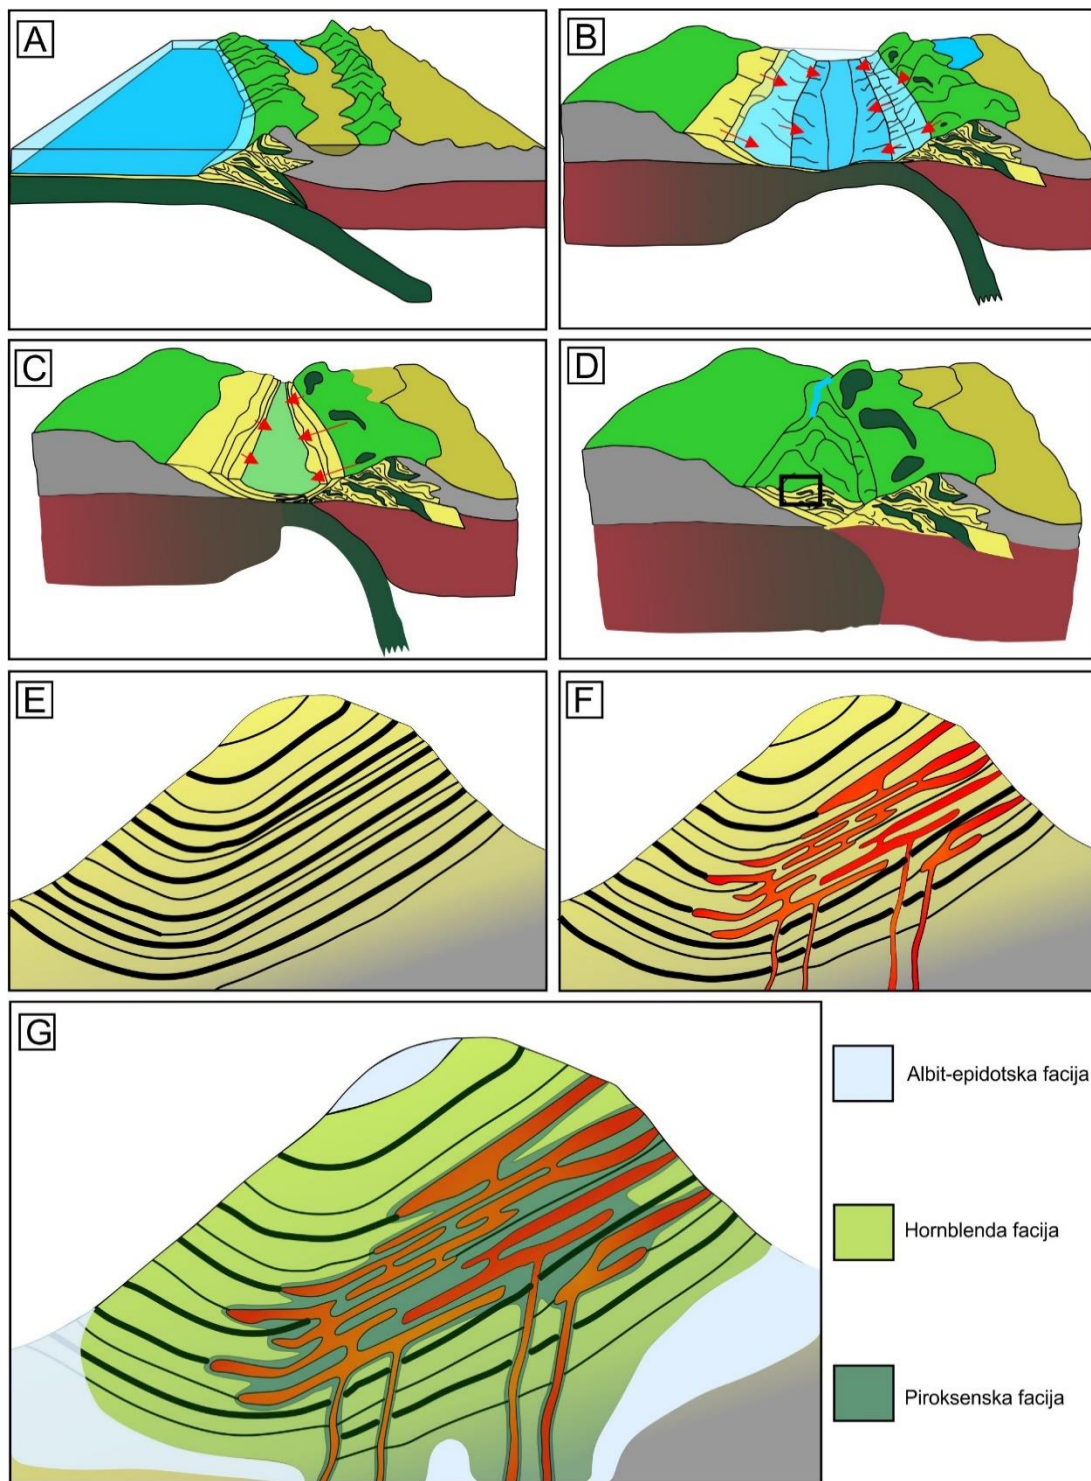 A
B
C
D
E
F
G
Albit-epidotska facija
Hornblenda facija
Piroksenska facija